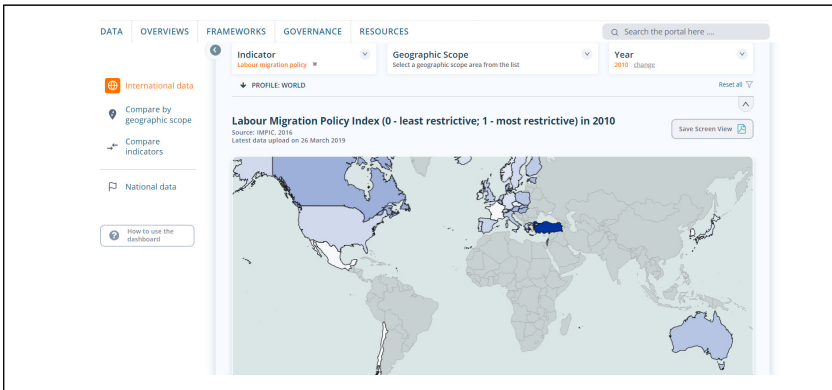 DATA OVERVIEWS FRAMEWORKS GOVERNANCE RESOURCES Search the portal here ....
Indicator
Labour migration policy ✖
Geographic Scope
Select a geographic scope area from the list
Year
2010 change
PROFILE: WORLD
Reset all
International data
Compare by
geographic scope
Compare
indicators
National data
How to use the
dashboard
Labour Migration Policy Index (0 - least restrictive; 1 - most restrictive) in 2010
Source: IMPIC, 2016
Latest data upload on 26 March 2019
Save Screen View